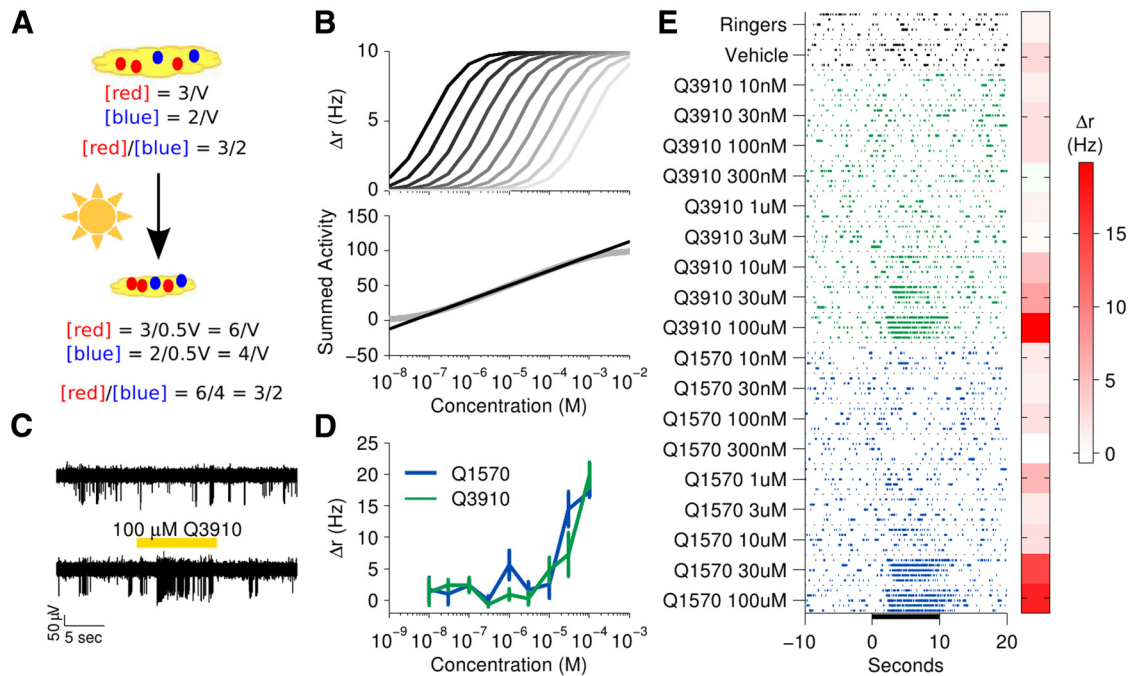 A
[red] = 3/V
[blue] = 2/V
[red]/[blue] = 3/2
[red] = 3/0.5V = 6/V
[blue] = 2/0.5V = 4/V
[red]/[blue] = 6/4 = 3/2
B
10
5
0
Δr (Hz)
150
100
50
0
−50
Summed Activity
10⁻⁸ 10⁻⁷ 10⁻⁶ 10⁻⁵ 10⁻⁴ 10⁻³ 10⁻²
Concentration (M)
C
100 μM Q3910
50 μV
5 sec
D
25
20
15
10
5
0
Δr (Hz)
Q1570
Q3910
10⁻⁹ 10⁻⁸ 10⁻⁷ 10⁻⁶ 10⁻⁵ 10⁻⁴ 10⁻³
Concentration (M)
E
Ringers
Vehicle
Q3910 10nM
Q3910 30nM
Q3910 100nM
Q3910 300nM
Q3910 1uM
Q3910 3uM
Q3910 10uM
Q3910 30uM
Q3910 100uM
Q1570 10nM
Q1570 30nM
Q1570 100nM
Q1570 300nM
Q1570 1uM
Q1570 3uM
Q1570 10uM
Q1570 30uM
Q1570 100uM
−10 0 10 20
Seconds
Δr
(Hz)
15
10
5
0